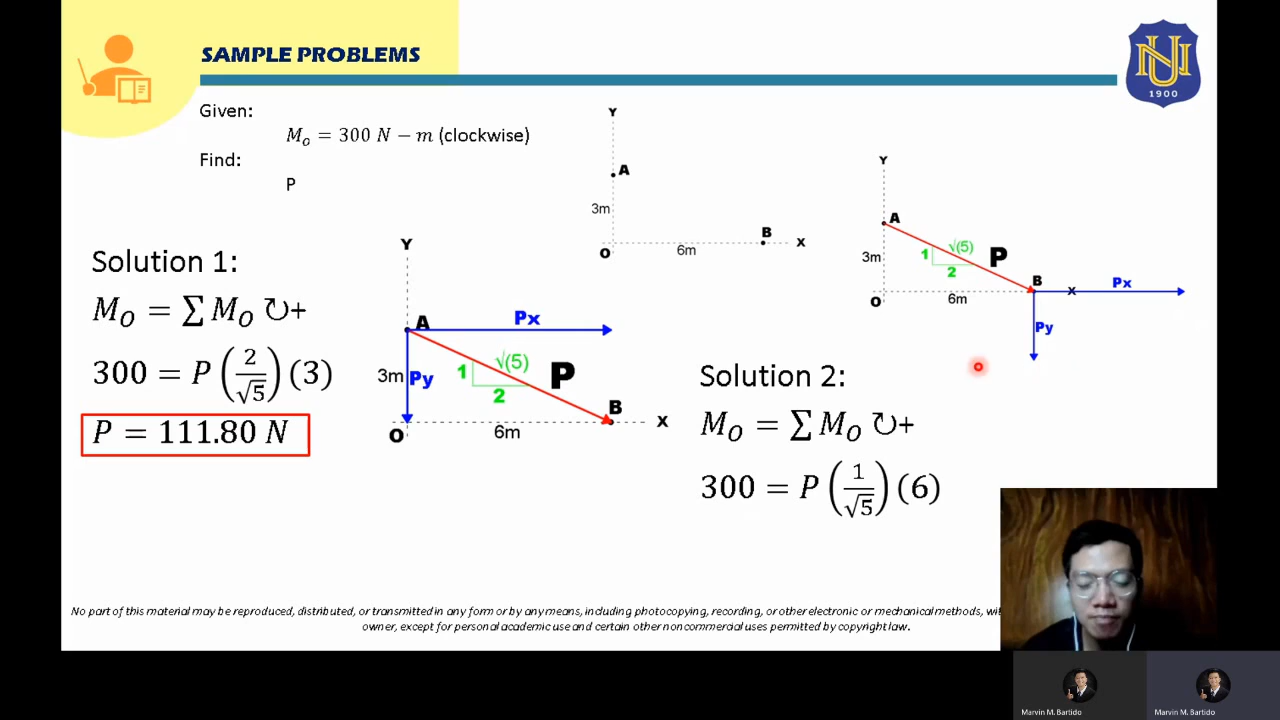 SAMPLE PROBLEMS
NU
1900
Given:
M_o = 300 N − m (clockwise)
Find:
P
Y
A
3m
O
6m
B
x
Solution 1:
M_O = ∑ M_O ↻+
300 = P (2/√5) (3)
P = 111.80 N
Y
A
Px
3m
Py
1
√(5)
2
P
B
O
6m
x
Y
A
3m
1
√(5)
2
P
B
x
Px
O
6m
Py
Solution 2:
M_O = ∑ M_O ↻+
300 = P (1/√5) (6)
No part of this material may be reproduced, distributed, or transmitted in any form or by any means, including photocopying, recording, or other electronic or mechanical methods,
owner, except for personal academic use and certain other noncommercial uses permitted by copyright law.
Marvin M. Bartido
Marvin M. Bartido